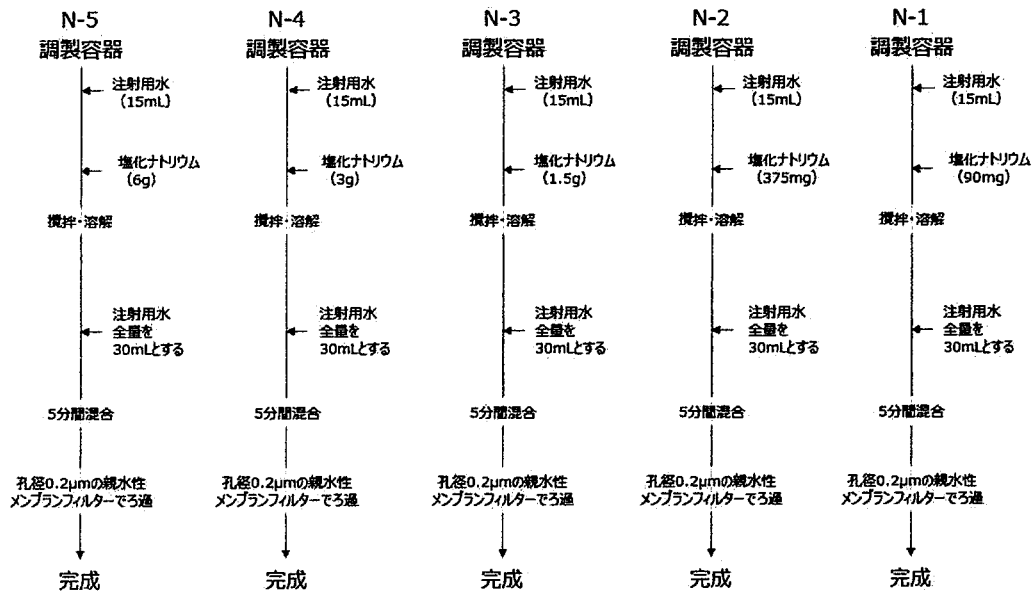 N-5
調製容器
注射用水
(15mL)
塩化ナトリウム
(6g)
攪拌・溶解
注射用水
全量を
30mLとする
5分間混合
孔径0.2μmの親水性
メンブランフィルターでろ過
完成
N-4
調製容器
注射用水
(15mL)
塩化ナトリウム
(3g)
攪拌・溶解
注射用水
全量を
30mLとする
5分間混合
孔径0.2μmの親水性
メンブランフィルターでろ過
完成
N-3
調製容器
注射用水
(15mL)
塩化ナトリウム
(1.5g)
攪拌・溶解
注射用水
全量を
30mLとする
5分間混合
孔径0.2μmの親水性
メンブランフィルターでろ過
完成
N-2
調製容器
注射用水
(15mL)
塩化ナトリウム
(375mg)
攪拌・溶解
注射用水
全量を
30mLとする
5分間混合
孔径0.2μmの親水性
メンブランフィルターでろ過
完成
N-1
調製容器
注射用水
(15mL)
塩化ナトリウム
(90mg)
攪拌・溶解
注射用水
全量を
30mLとする
5分間混合
孔径0.2μmの親水性
メンブランフィルターでろ過
完成